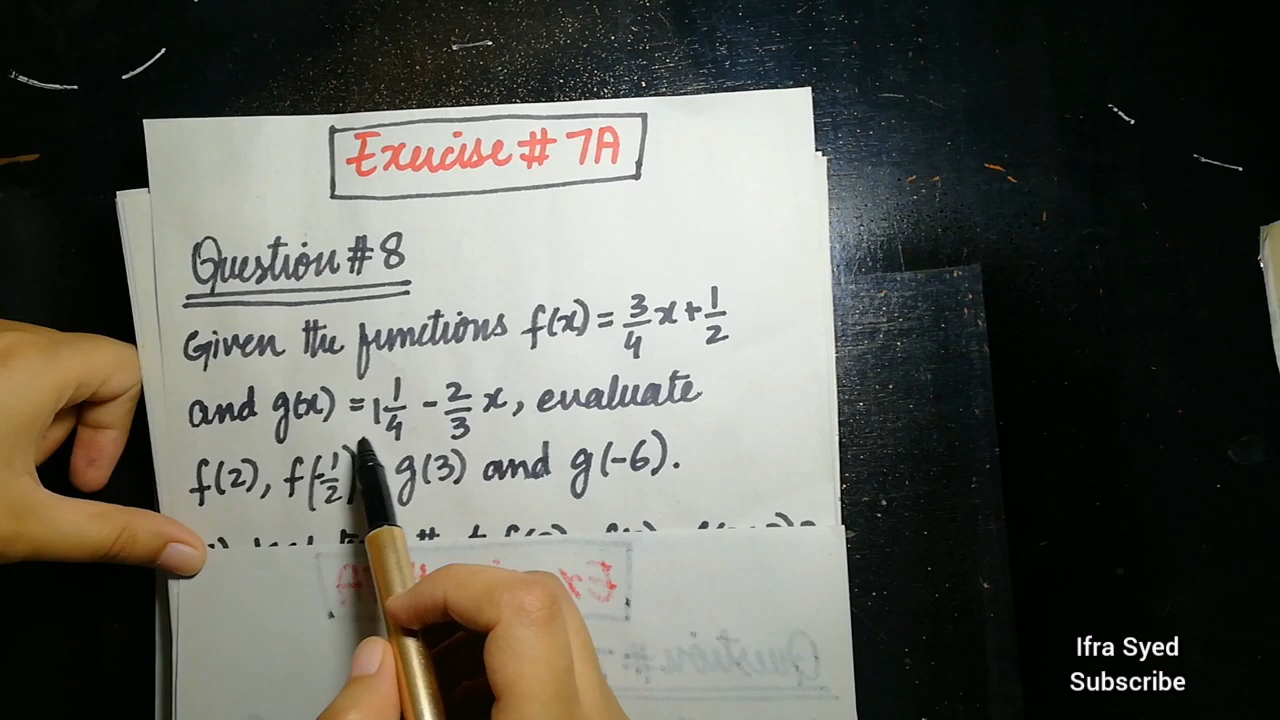 Exercise # 7A
Question # 8
Given the functions f(x) = 3/4 x + 1/2
and g(x) = 1 1/4 - 2/3 x, evaluate
f(2), f(-1/2), g(3) and g(-6).
Ifra Syed
Subscribe